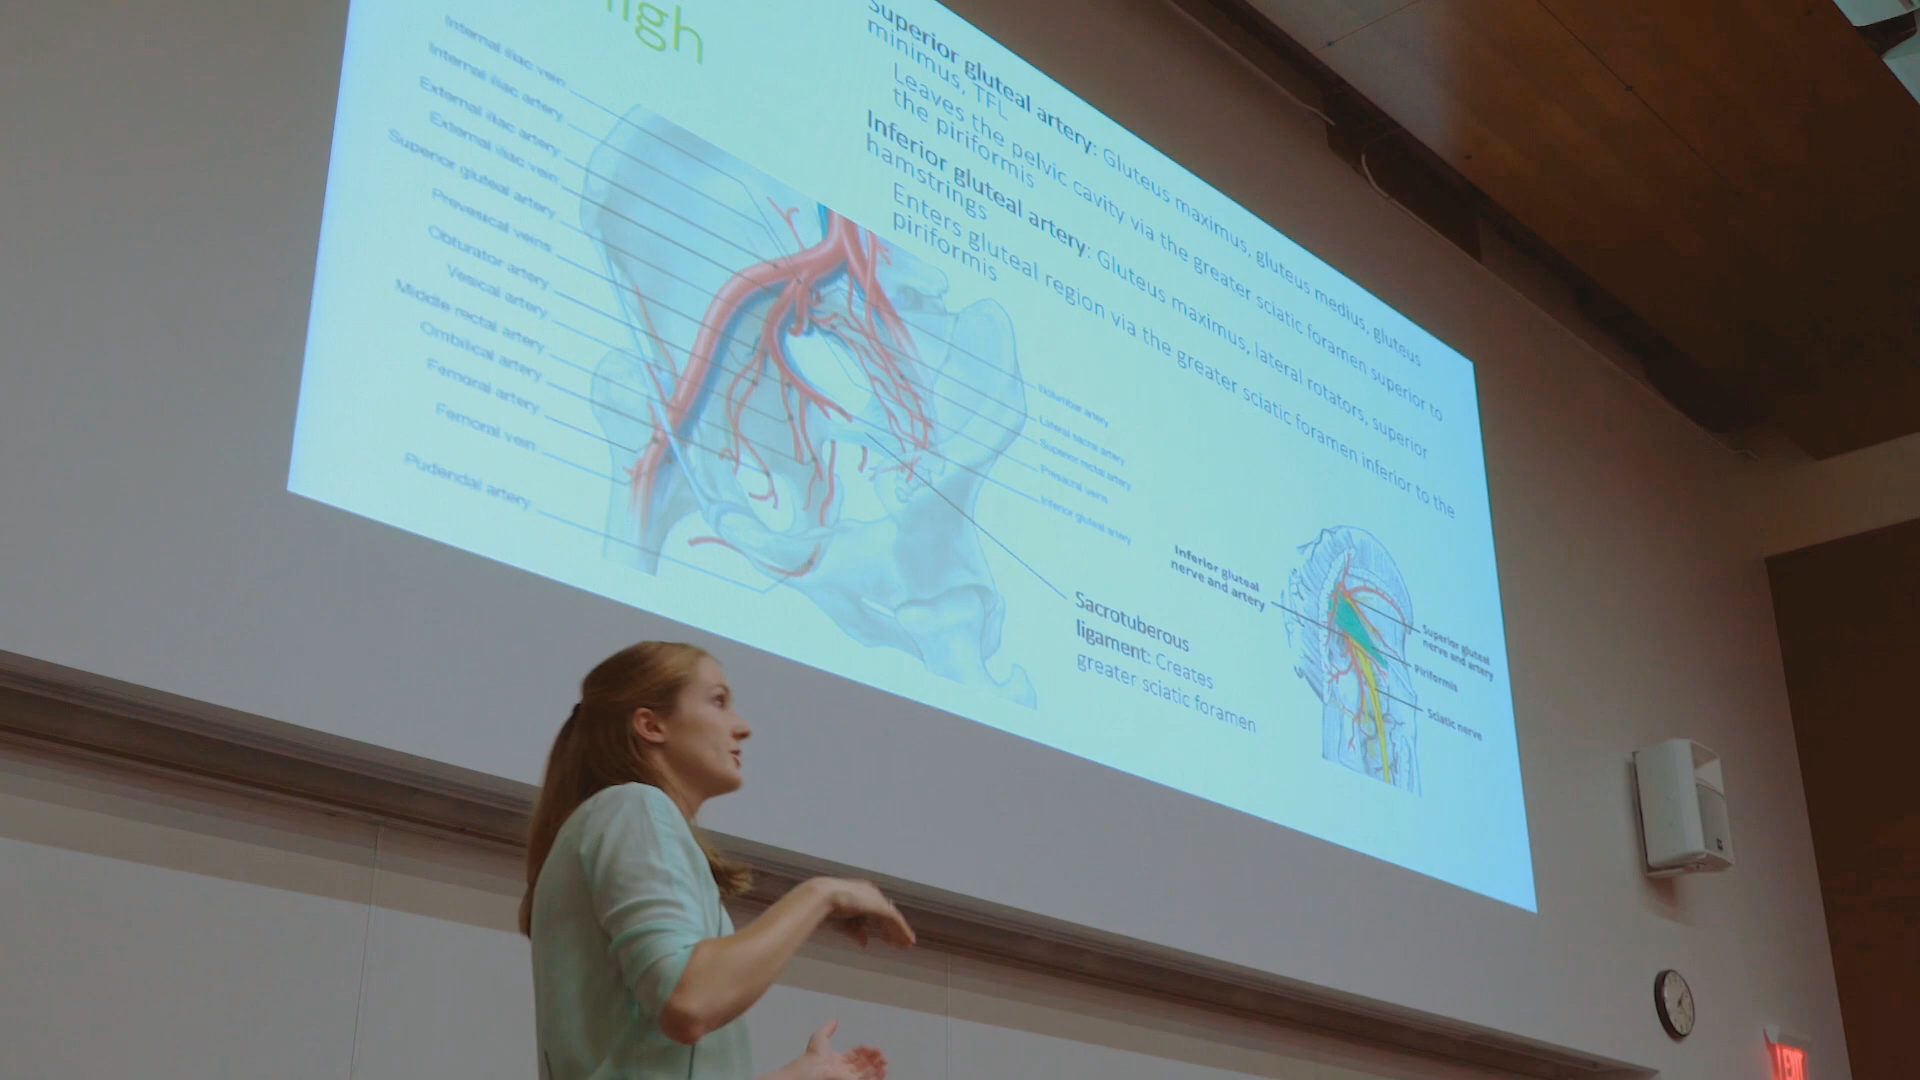 igh
Superior gluteal artery: Gluteus maximus, gluteus medius, gluteus
minimus, TFL
Leaves the pelvic cavity via the greater sciatic foramen superior to
the piriformis
Inferior gluteal artery: Gluteus maximus, lateral rotators, superior
hamstrings
Enters gluteal region via the greater sciatic foramen inferior to the
piriformis
Internal iliac vein
Internal iliac artery
External iliac artery
External iliac vein
Superior gluteal artery
Prevesical veins
Obturator artery
Vesical artery
Middle rectal artery
Ombilical artery
Femoral artery
Femoral vein
Pudendal artery
artery
Lateral sacral artery
Superior rectal artery
Presacral veins
Inferior gluteal artery
Sacrotuberous
ligament: Creates
greater sciatic foramen
Inferior gluteal
nerve and artery
Superior gluteal
nerve and artery
Piriformis
Sciatic nerve
EXIT